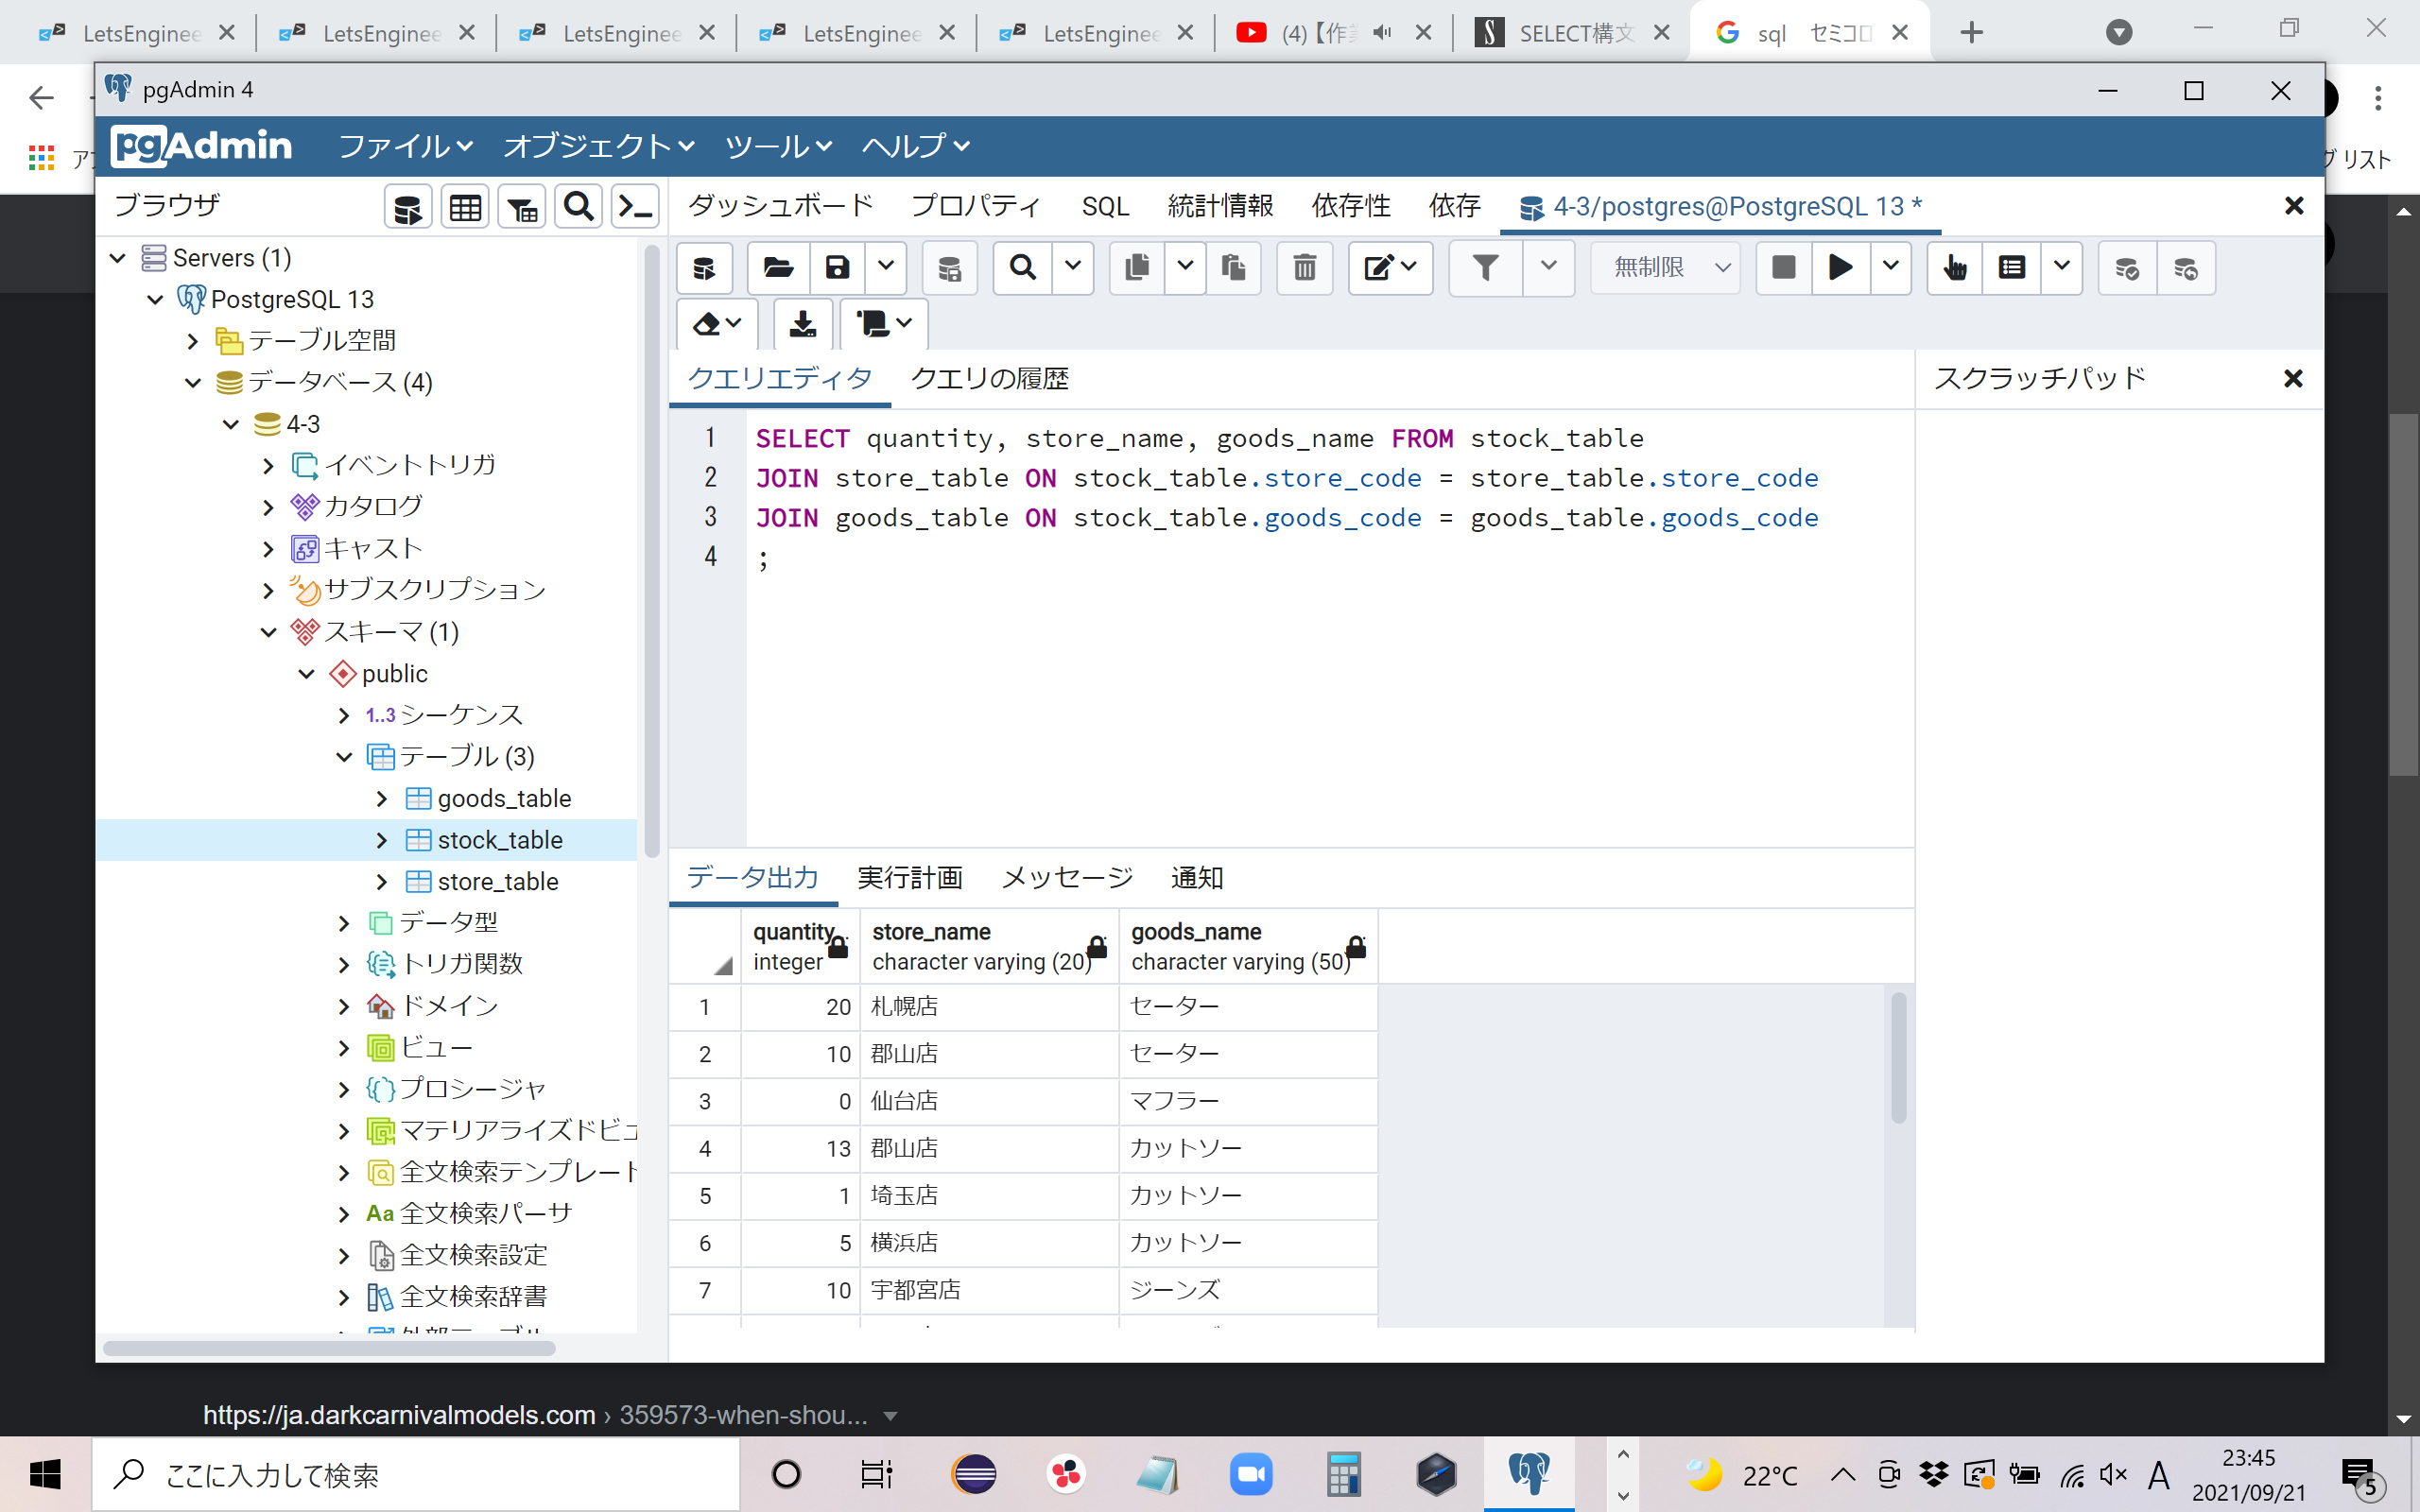 LetsEnginee
LetsEnginee
LetsEnginee
LetsEnginee
LetsEnginee
(4)【作業
SELECT構文
sql セミコロ
pgAdmin 4
グ リスト
pgAdmin ファイル オブジェクト ツール ヘルプ
ブラウザ
ダッシュボード プロパティ SQL 統計情報 依存性 依存 4-3/postgres@PostgreSQL 13 *
無制限
クエリエディタ クエリの履歴
スクラッチパッド
Servers (1)
PostgreSQL 13
テーブル空間
データベース (4)
4-3
イベントトリガ
カタログ
キャスト
サブスクリプション
スキーマ (1)
public
1..3 シーケンス
テーブル (3)
goods_table
stock_table
store_table
データ型
トリガ関数
ドメイン
ビュー
プロシージャ
マテリアライズドビュ
全文検索テンプレート
Aa 全文検索パーサ
全文検索設定
全文検索辞書
外部テーブル
1 SELECT quantity, store_name, goods_name FROM stock_table
2 JOIN store_table ON stock_table.store_code = store_table.store_code
3 JOIN goods_table ON stock_table.goods_code = goods_table.goods_code
4 ;
データ出力 実行計画 メッセージ 通知
quantity store_name goods_name
integer character varying (20) character varying (50)
1 20 札幌店 セーター
2 10 郡山店 セーター
3 0 仙台店 マフラー
4 13 郡山店 カットソー
5 1 埼玉店 カットソー
6 5 横浜店 カットソー
7 10 宇都宮店 ジーンズ
https://ja.darkcarnivalmodels.com › 359573-when-shou...
ここに入力して検索
22°C
A
23:45
2021/09/21
5